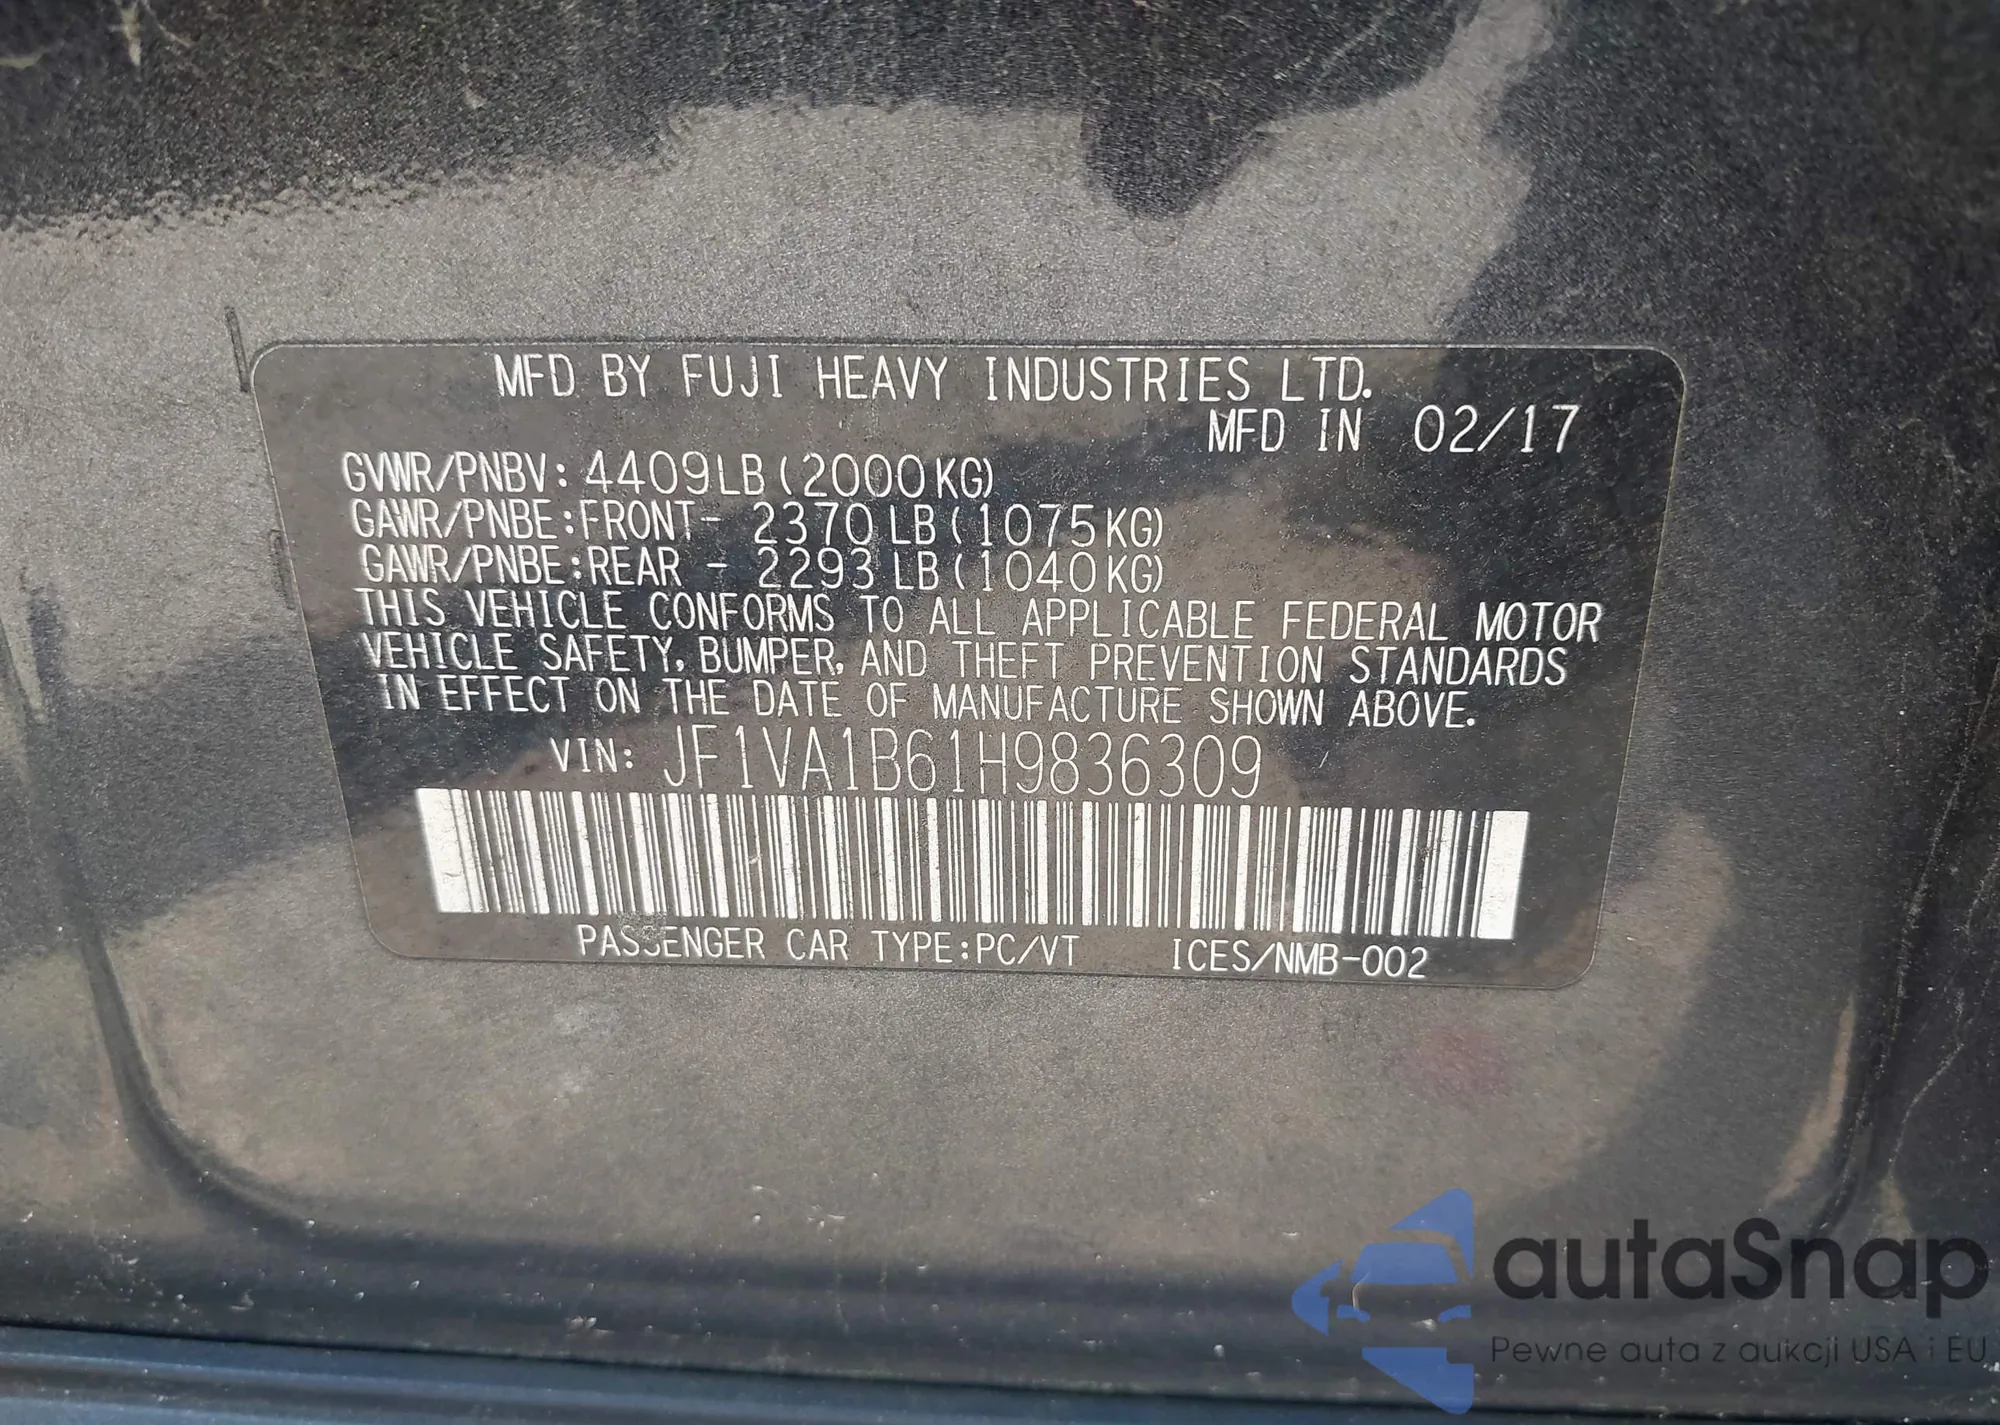 MFD BY FUJI HEAVY INDUSTRIES LTD.
MFD IN 02/17
GVWR/PNBV: 4409LB(2000KG)
GAWR/PNBE:FRONT- 2370LB(1075KG)
GAWR/PNBE:REAR - 2293LB(1040KG)
THIS VEHICLE CONFORMS TO ALL APPLICABLE FEDERAL MOTOR
VEHICLE SAFETY, BUMPER, AND THEFT PREVENTION STANDARDS
IN EFFECT ON THE DATE OF MANUFACTURE SHOWN ABOVE.
VIN: JF1VA1B61H9836309
PASSENGER CAR TYPE:PC/VT ICES/NMB-002
autaSnap
Pewne auta z aukcji USA i EU